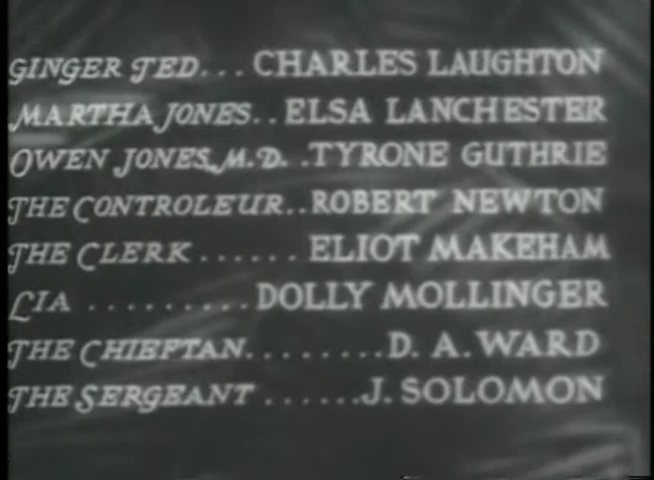 GINGER TED... CHARLES LAUGHTON
MARTHA JONES.. ELSA LANCHESTER
OWEN JONES, M.D. .TYRONE GUTHRIE
THE CONTROLEUR..ROBERT NEWTON
THE CLERK ...... ELIOT MAKEHAM
LIA .......... DOLLY MOLLINGER
THE CHIEFTAN.........D. A. WARD
THE SERGEANT ......J. SOLOMON